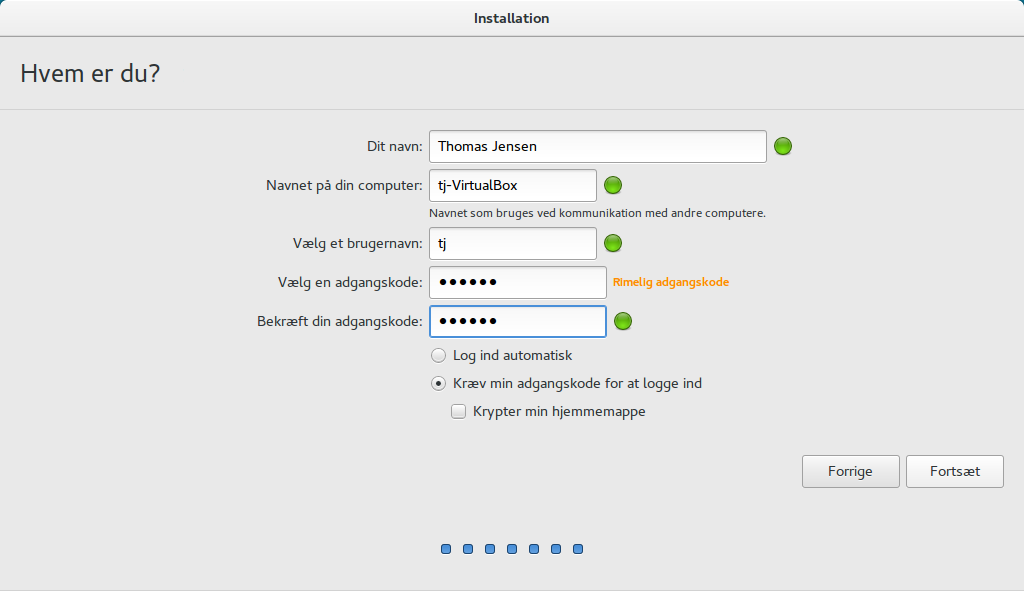 Installation
Hvem er du?
Dit navn: Thomas Jensen
Navnet på din computer: tj-VirtualBox
Navnet som bruges ved kommunikation med andre computere.
Vælg et brugernavn: tj
Vælg en adgangskode: ●●●●●● Rimelig adgangskode
Bekræft din adgangskode: ●●●●●●
Log ind automatisk
Kræv min adgangskode for at logge ind
Krypter min hjemmemappe
Forrige Fortsæt